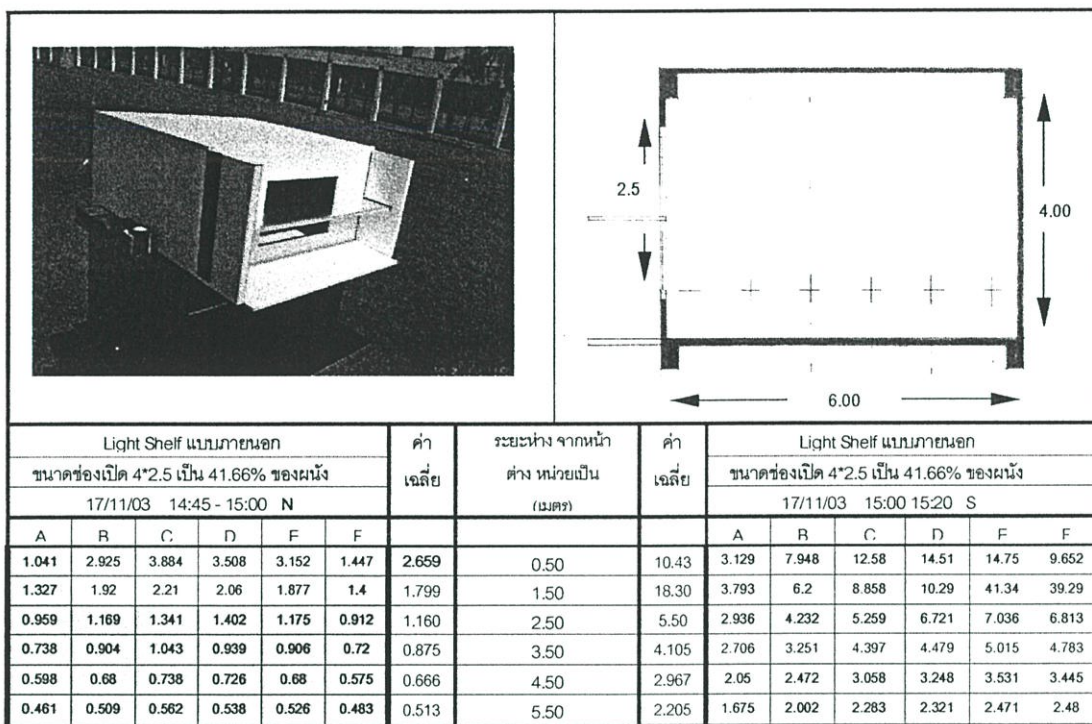 2.5
4.00
6.00
Light Shelf แบบภายนอก ค่า ระยะห่าง จากหน้า ค่า Light Shelf แบบภายนอก
ขนาดช่องเปิด 4*2.5 เป็น 41.66% ของผนัง เฉลี่ย ต่าง หน่วยเป็น เฉลี่ย ขนาดช่องเปิด 4*2.5 เป็น 41.66% ของผนัง
17/11/03 14:45 - 15:00 N (เมตร) 17/11/03 15:00 15:20 S
A B C D E F A B C D E F
1.041 2.925 3.884 3.508 3.152 1.447 2.659 0.50 10.43 3.129 7.948 12.58 14.51 14.75 9.652
1.327 1.92 2.21 2.06 1.877 1.4 1.799 1.50 18.30 3.793 6.2 8.858 10.29 41.34 39.29
0.959 1.169 1.341 1.402 1.175 0.912 1.160 2.50 5.50 2.936 4.232 5.259 6.721 7.036 6.813
0.738 0.904 1.043 0.939 0.906 0.72 0.875 3.50 4.105 2.706 3.251 4.397 4.479 5.015 4.783
0.598 0.68 0.738 0.726 0.68 0.575 0.666 4.50 2.967 2.05 2.472 3.058 3.248 3.531 3.445
0.461 0.509 0.562 0.538 0.526 0.483 0.513 5.50 2.205 1.675 2.002 2.283 2.321 2.471 2.48